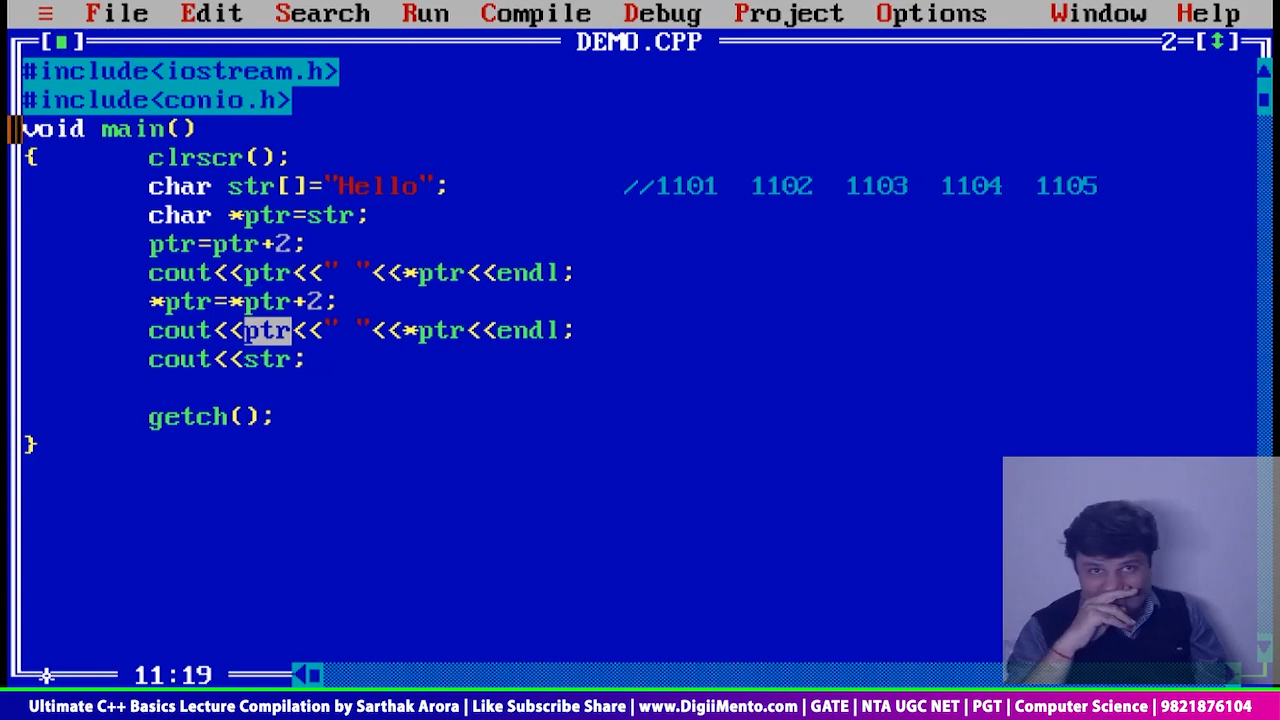 ≡ File Edit Search Run Compile Debug Project Options Window Help
[■] DEMO.CPP 2=[↕]
#include<iostream.h>
#include<conio.h>
void main()
{ clrscr();
char str[]="Hello"; //1101 1102 1103 1104 1105
char *ptr=str;
ptr=ptr+2;
cout<<ptr<<" "<<*ptr<<endl;
*ptr=*ptr+2;
cout<<ptr<<" "<<*ptr<<endl;
cout<<str;
getch();
}
11:19
Ultimate C++ Basics Lecture Compilation by Sarthak Arora | Like Subscribe Share | www.DigiiMento.com | GATE | NTA UGC NET | PGT | Computer Science | 9821876104